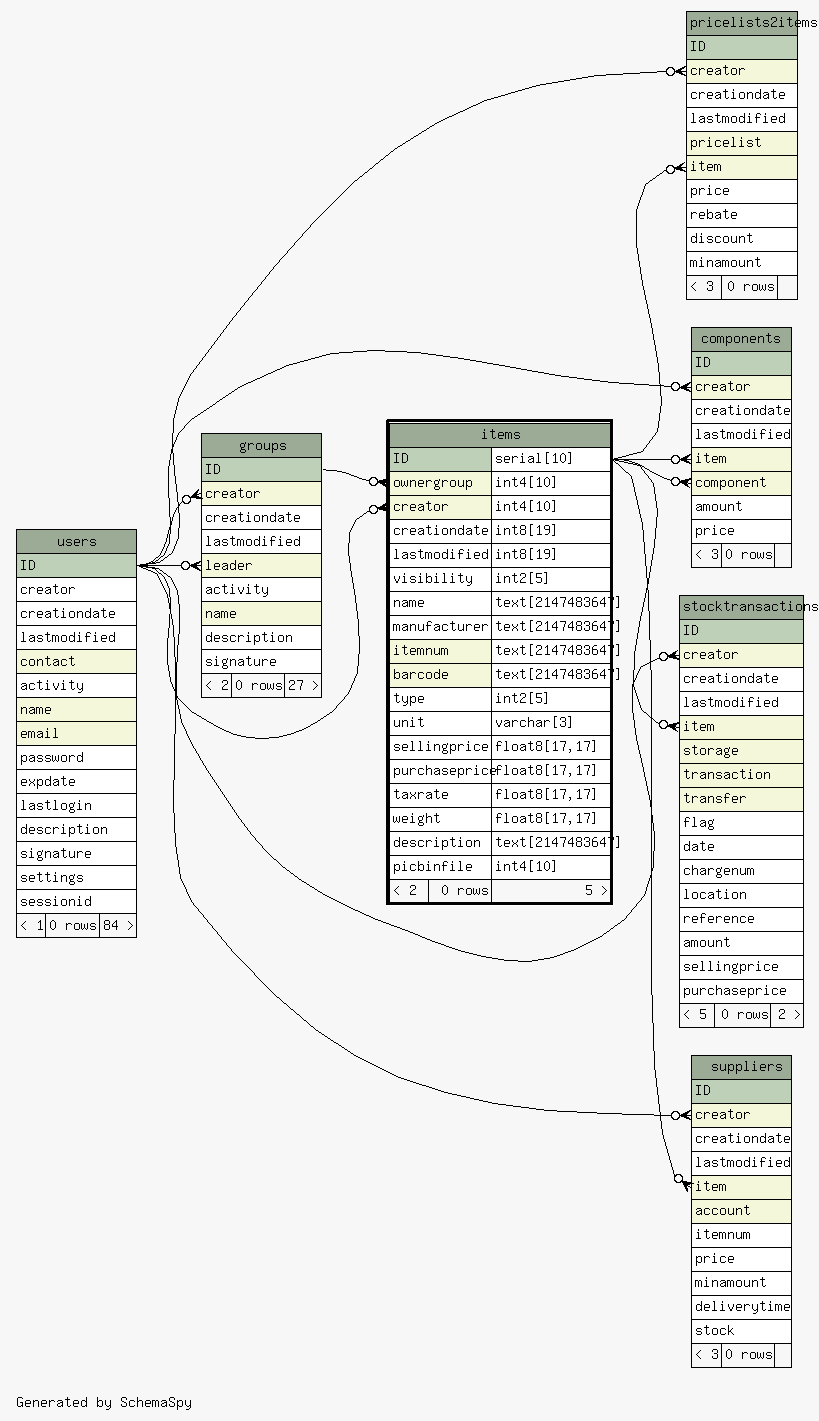 pricelists2items
ID
creator
creationdate
lastmodified
pricelist
item
price
rebate
discount
minamount
< 3 0 rows
components
ID
creator
creationdate
lastmodified
item
component
amount
price
< 3 0 rows
groups
ID
creator
creationdate
lastmodified
leader
activity
name
description
signature
< 2 0 rows 27 >
items
ID serial[10]
ownergroup int4[10]
creator int4[10]
creationdate int8[19]
lastmodified int8[19]
visibility int2[5]
name text[2147483647]
manufacturer text[2147483647]
itemnum text[2147483647]
barcode text[2147483647]
type int2[5]
unit varchar[3]
sellingprice float8[17,17]
purchaseprice float8[17,17]
taxrate float8[17,17]
weight float8[17,17]
description text[2147483647]
picbinfile int4[10]
< 2 0 rows 5 >
users
ID
creator
creationdate
lastmodified
contact
activity
name
email
password
expdate
lastlogin
description
signature
settings
sessionid
< 1 0 rows 84 >
stocktransactions
ID
creator
creationdate
lastmodified
item
storage
transaction
transfer
flag
date
chargenum
location
reference
amount
sellingprice
purchaseprice
< 5 0 rows 2 >
suppliers
ID
creator
creationdate
lastmodified
item
account
itemnum
price
minamount
deliverytime
stock
< 3 0 rows
Generated by SchemaSpy